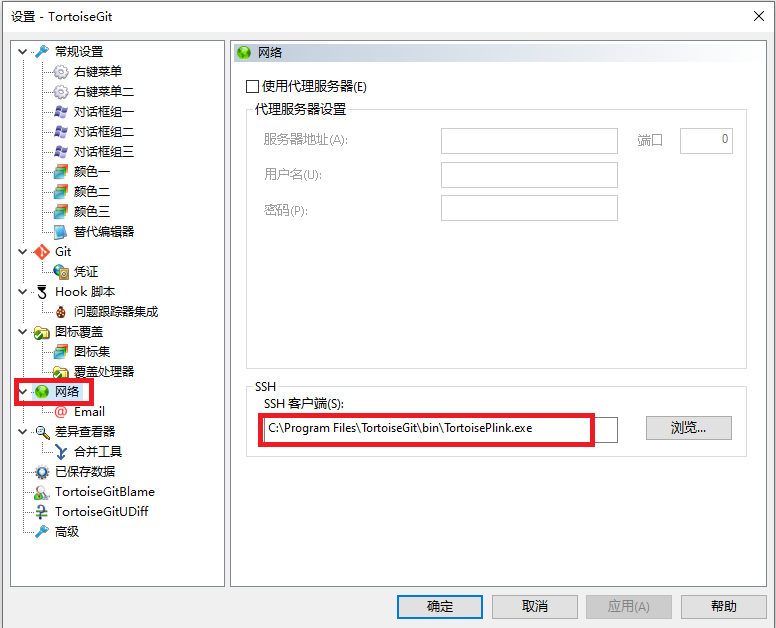 设置 - TortoiseGit
常规设置
右键菜单
右键菜单二
对话框组一
对话框组二
对话框组三
颜色一
颜色二
颜色三
替代编辑器
Git
凭证
Hook 脚本
问题跟踪器集成
图标覆盖
图标集
覆盖处理器
网络
Email
差异查看器
合并工具
已保存数据
TortoiseGitBlame
TortoiseGitUDiff
高级
网络
使用代理服务器(E)
代理服务器设置
服务器地址(A): 端口 0
用户名(U):
密码(P):
SSH
SSH 客户端(S):
C:\Program Files\TortoiseGit\bin\TortoisePlink.exe 浏览...
确定 取消 应用(A) 帮助